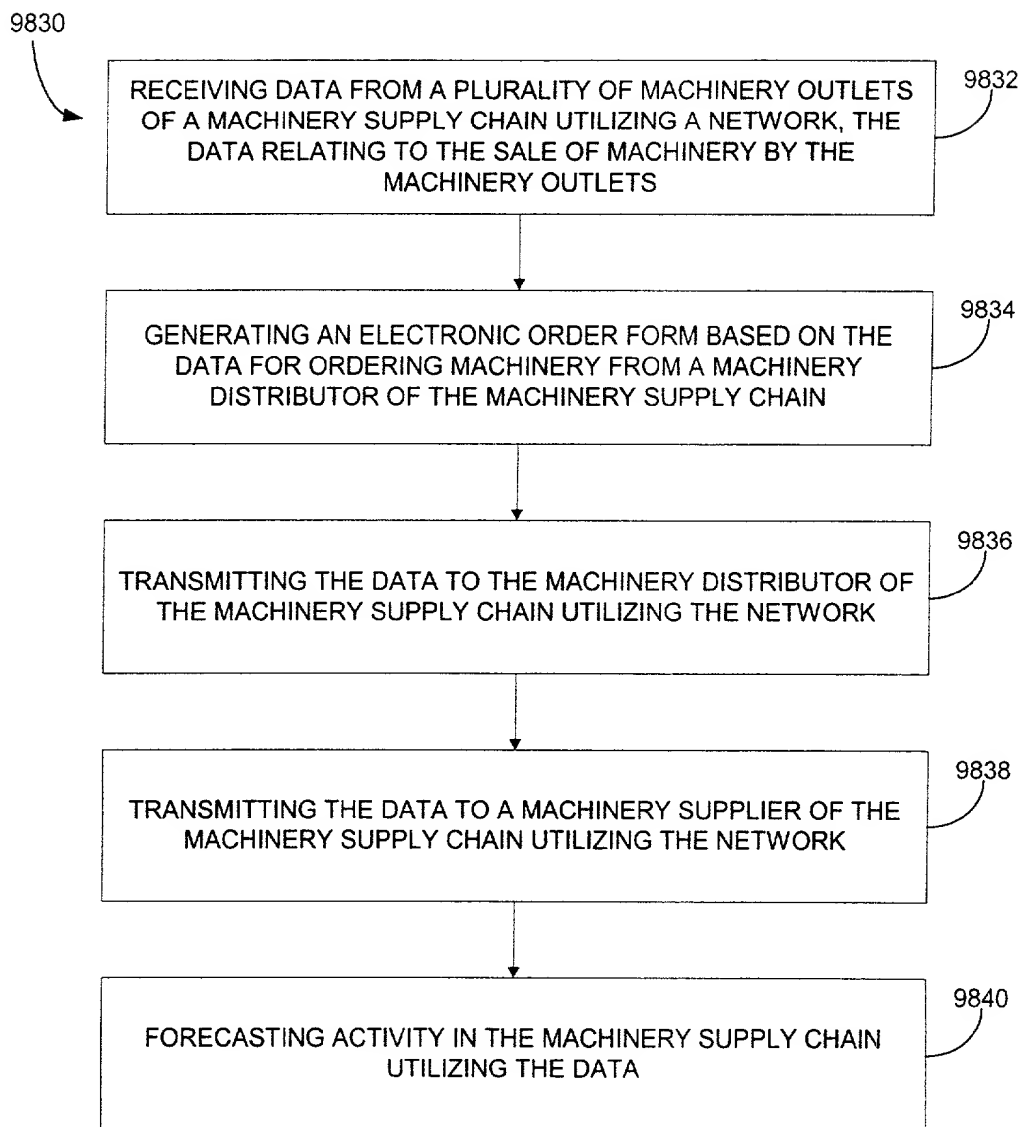 9830
9832
RECEIVING DATA FROM A PLURALITY OF MACHINERY OUTLETS
OF A MACHINERY SUPPLY CHAIN UTILIZING A NETWORK, THE
DATA RELATING TO THE SALE OF MACHINERY BY THE
MACHINERY OUTLETS
9834
GENERATING AN ELECTRONIC ORDER FORM BASED ON THE
DATA FOR ORDERING MACHINERY FROM A MACHINERY
DISTRIBUTOR OF THE MACHINERY SUPPLY CHAIN
9836
TRANSMITTING THE DATA TO THE MACHINERY DISTRIBUTOR OF
THE MACHINERY SUPPLY CHAIN UTILIZING THE NETWORK
9838
TRANSMITTING THE DATA TO A MACHINERY SUPPLIER OF THE
MACHINERY SUPPLY CHAIN UTILIZING THE NETWORK
9840
FORECASTING ACTIVITY IN THE MACHINERY SUPPLY CHAIN
UTILIZING THE DATA